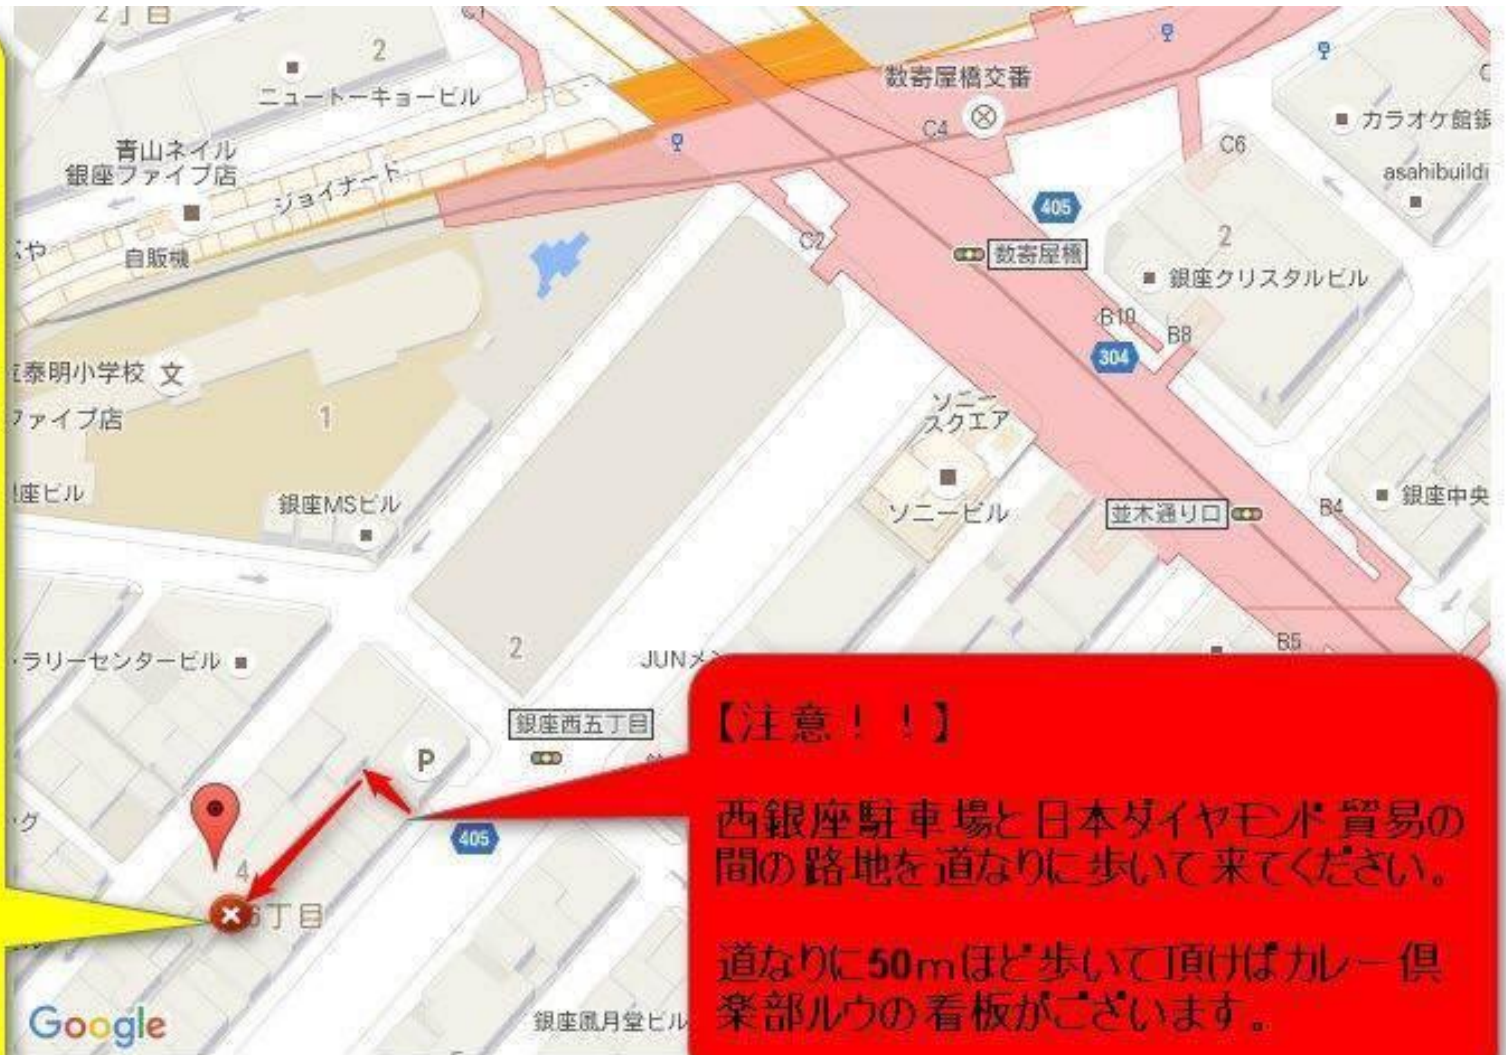 2丁目
C1
2
ニュートーキョービル
数寄屋橋交番
C4
カラオケ館銀
C6
青山ネイル
銀座ファイブ店
ジョイナード
asahibuildi
405
2
C2
数寄屋橋
自販機
銀座クリスタルビル
B10
B8
304
泰明小学校
文
ファイブ店
1
ソニー
スクエア
座ビル
銀座MSビル
ソニービル
並木通り口
B4
銀座中央
2
B5
ラリーセンタービル
JUNメン
銀座西五丁目
P
405
4
6丁目
銀座風月堂ビル
Google
【注意！！】
西銀座駐車場と日本ダイヤモンド貿易の
間の路地を道なりに歩いて来てください。
道なりに50mほど歩いて頂けばカレー倶
楽部ルウの看板がございます。